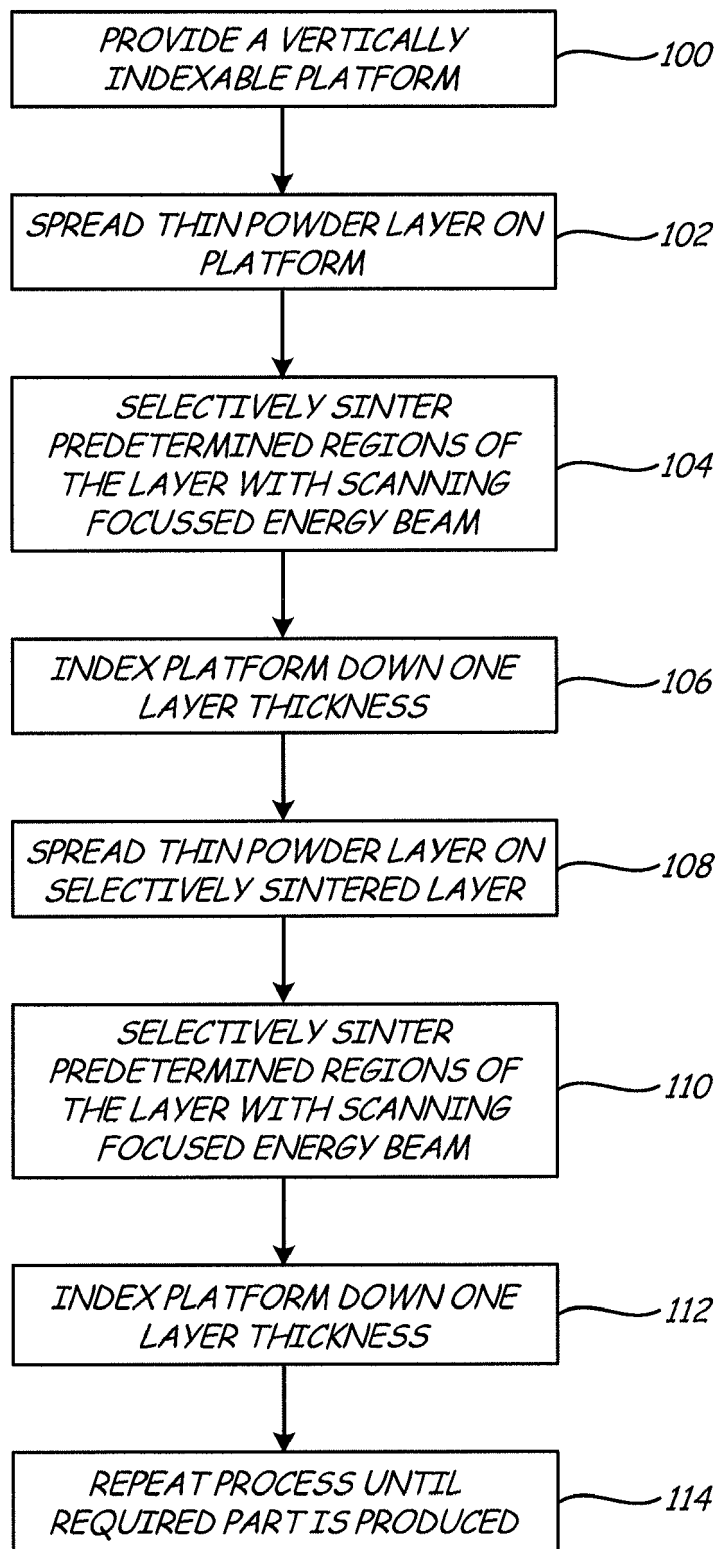 PROVIDE A VERTICALLY
INDEXABLE PLATFORM
100
SPREAD THIN POWDER LAYER ON
PLATFORM
102
SELECTIVELY SINTER
PREDETERMINED REGIONS OF
THE LAYER WITH SCANNING
FOCUSSED ENERGY BEAM
104
INDEX PLATFORM DOWN ONE
LAYER THICKNESS
106
SPREAD THIN POWDER LAYER ON
SELECTIVELY SINTERED LAYER
108
SELECTIVELY SINTER
PREDETERMINED REGIONS OF
THE LAYER WITH SCANNING
FOCUSED ENERGY BEAM
110
INDEX PLATFORM DOWN ONE
LAYER THICKNESS
112
REPEAT PROCESS UNTIL
REQUIRED PART IS PRODUCED
114